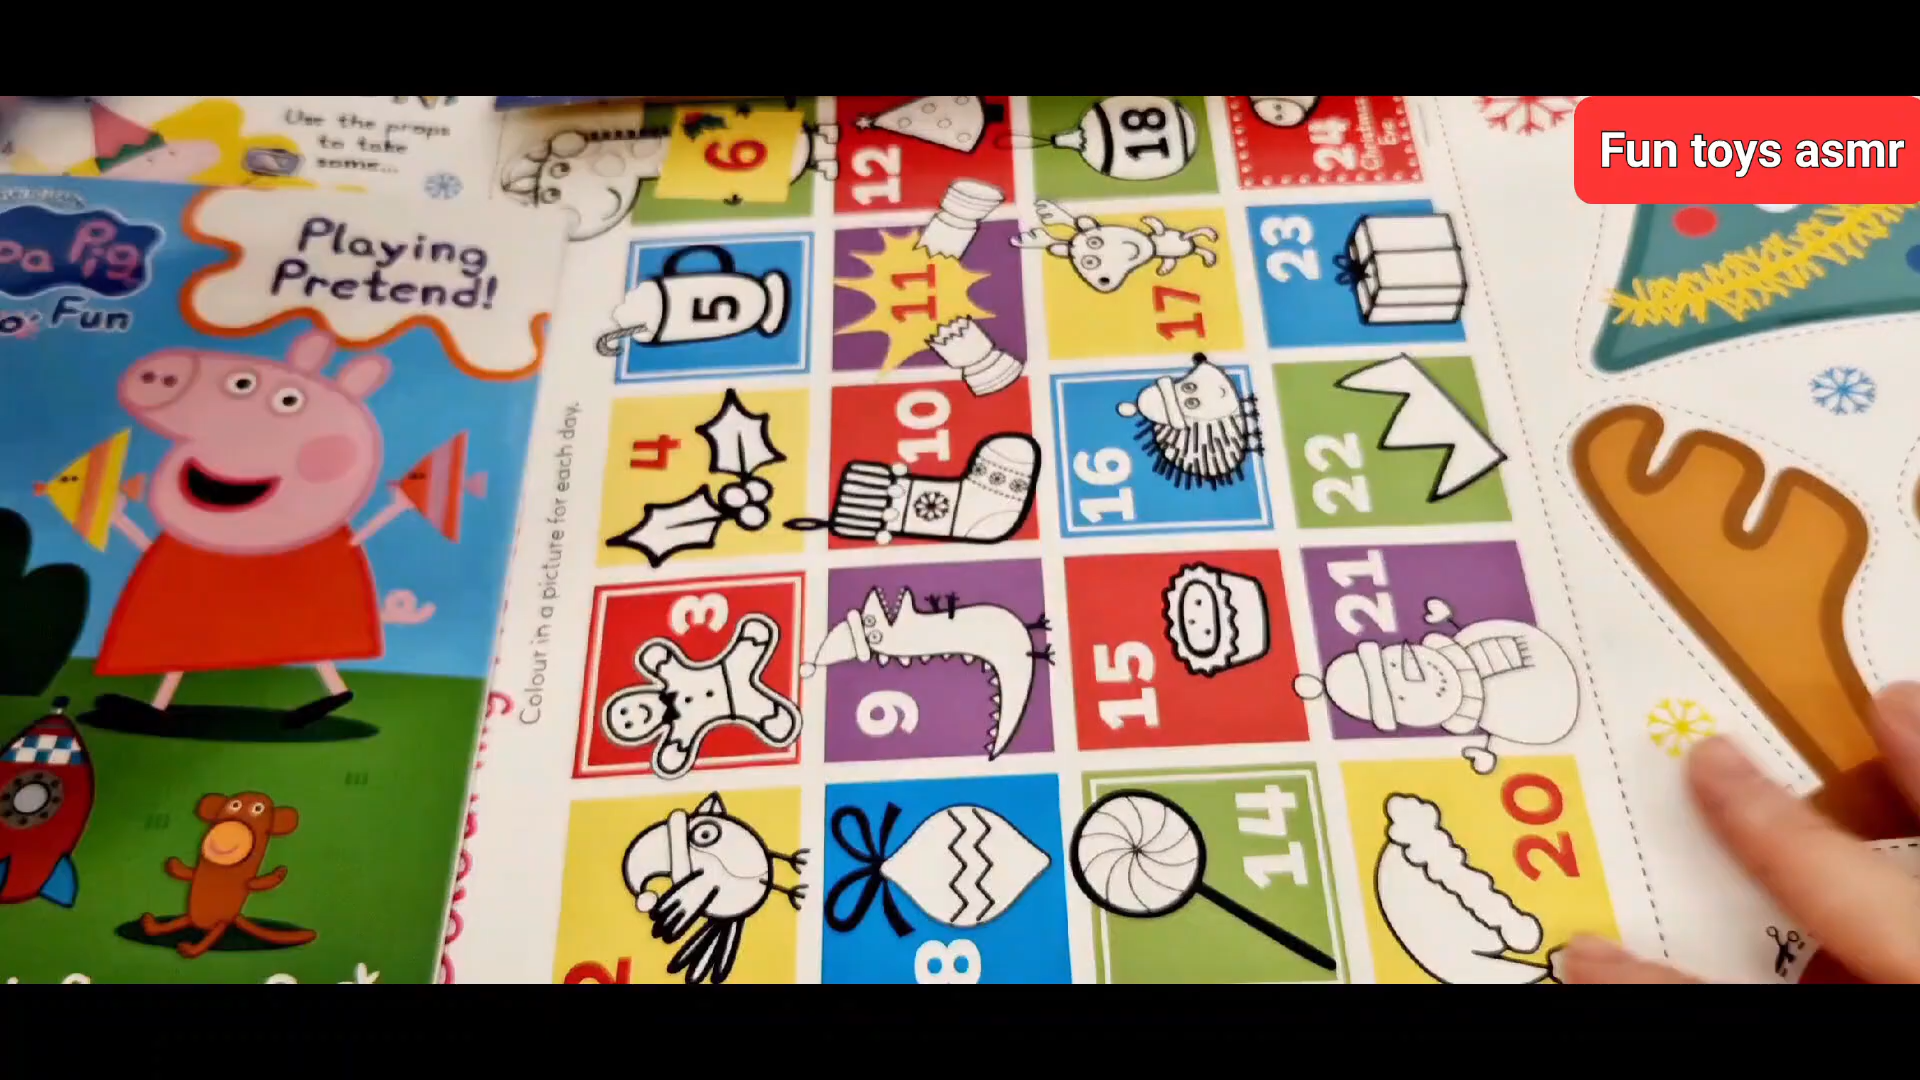 Fun toys asmr
Use the props
to take
some...
Pig
Fun
Playing
Pretend!
Colour in a picture for each day.
6
12
18
24
Christmas
Eve
5
11
17
23
4
10
16
22
3
9
15
21
2
8
14
20